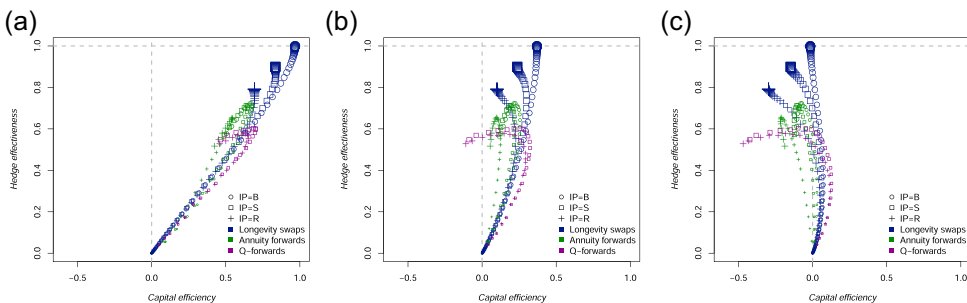 (a)
Hedge effectiveness
1.0
0.8
0.6
0.4
0.2
0.0
IP=B
IP=S
IP=R
Longevity swaps
Annuity forwards
Q-forwards
-0.5 0.0 0.5 1.0
Capital efficiency
(b)
Hedge effectiveness
1.0
0.8
0.6
0.4
0.2
0.0
IP=B
IP=S
IP=R
Longevity swaps
Annuity forwards
Q-forwards
-0.5 0.0 0.5 1.0
Capital efficiency
(c)
Hedge effectiveness
1.0
0.8
0.6
0.4
0.2
0.0
IP=B
IP=S
IP=R
Longevity swaps
Annuity forwards
Q-forwards
-0.5 0.0 0.5 1.0
Capital efficiency